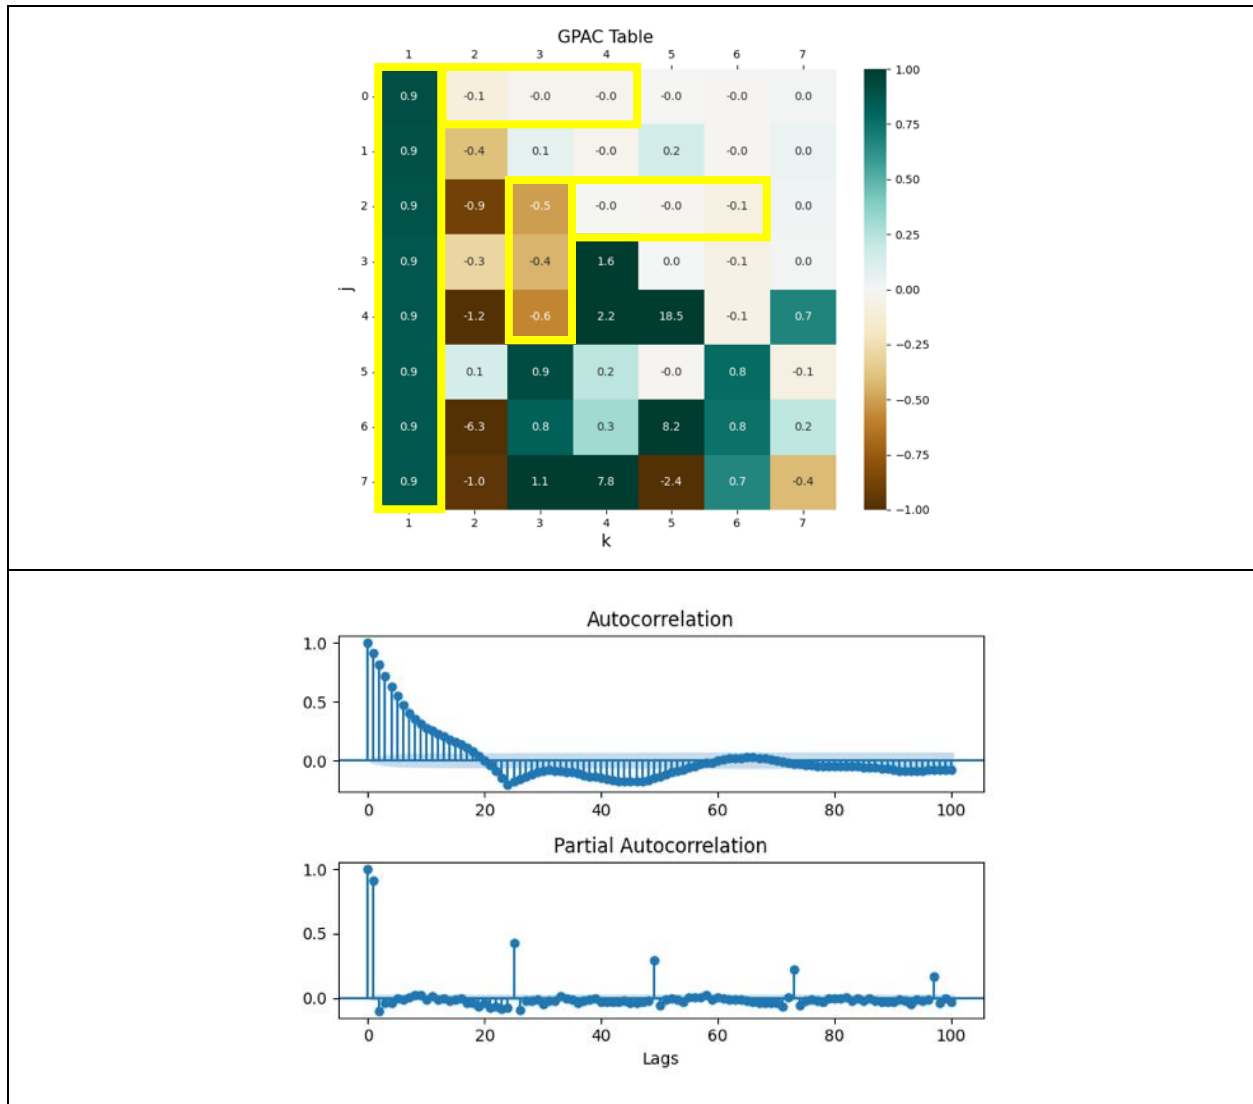 GPAC Table
1 2 3 4 5 6 7
0 0.9 -0.1 -0.0 -0.0 -0.0 -0.0 0.0 1.00
1 0.9 -0.4 0.1 -0.0 0.2 -0.0 0.0 0.75
2 0.9 -0.9 -0.5 -0.0 -0.0 -0.1 0.0 0.50
0.25
3 0.9 -0.3 -0.4 1.6 0.0 -0.1 0.0 0.00
j
4 0.9 -1.2 -0.6 2.2 18.5 -0.1 0.7 −0.25
5 0.9 0.1 0.9 0.2 -0.0 0.8 -0.1 −0.50
6 0.9 -6.3 0.8 0.3 8.2 0.8 0.2 −0.75
7 0.9 -1.0 1.1 7.8 -2.4 0.7 -0.4 −1.00
1 2 3 4 5 6 7
k
Autocorrelation
1.0
0.5
0.0
0 20 40 60 80 100
Partial Autocorrelation
1.0
0.5
0.0
0 20 40 60 80 100
Lags